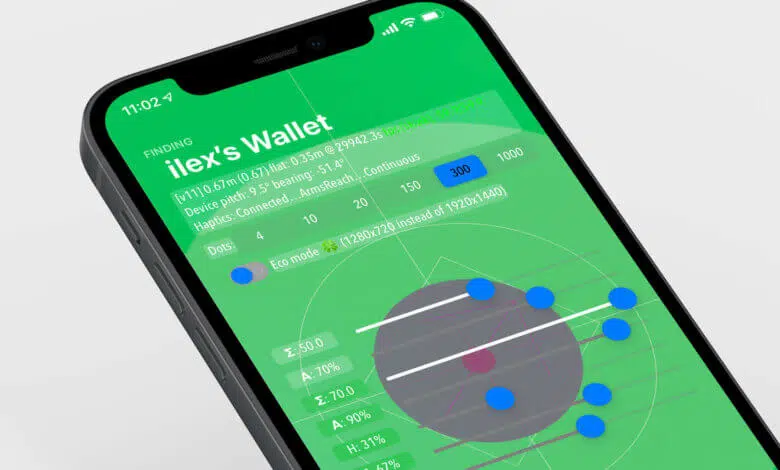 11:02
FINDING
ilex's Wallet
[v11] 0.67m (0.67) flat: 0.35m @ 29942.3s
Device pitch: 9.5° bearing: -51.4°
Haptics: Connected... ArmsReach... Continuous
Dots: 4 10 20 150 300 1000
Eco mode 🍀 (1280x720 instead of 1920x1440)
Σ: 50.0
A: 70%
Σ: 70.0
A: 90%
H: 31%
67%